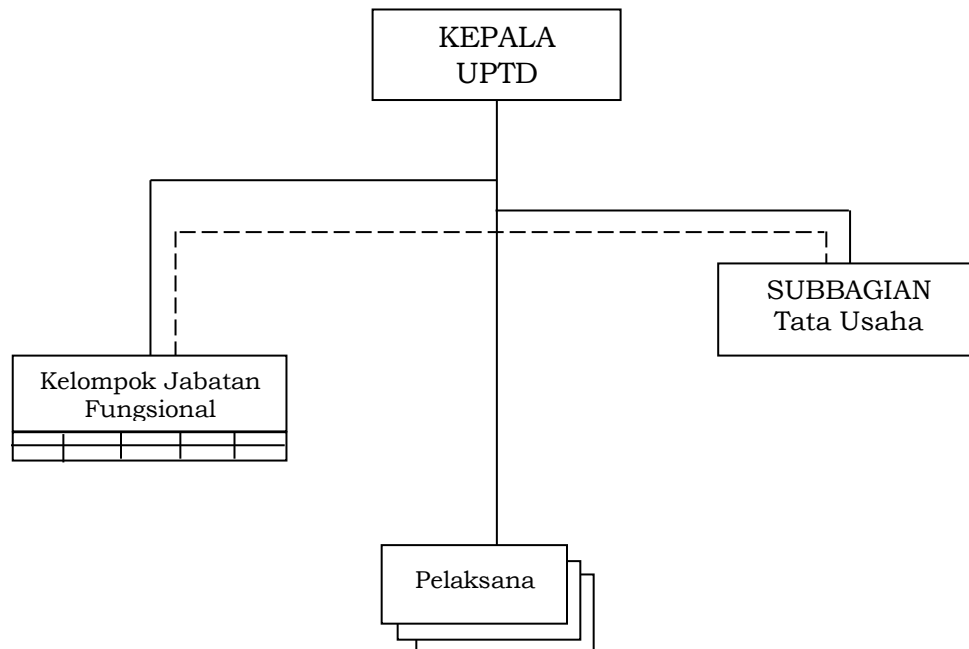 KEPALA
UPTD
SUBBAGIAN
Tata Usaha
Kelompok Jabatan
Fungsional
Pelaksana